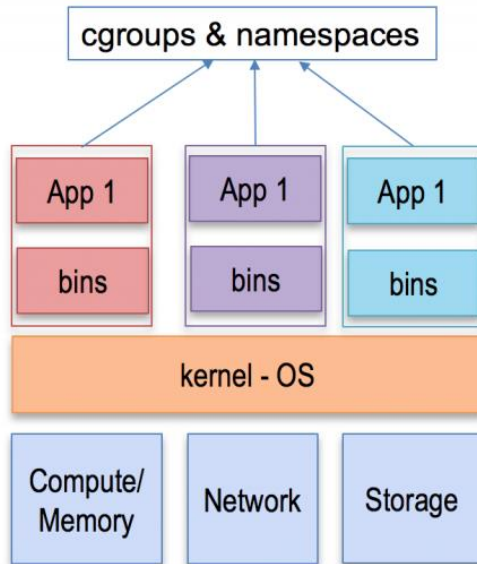 cgroups & namespaces
App 1
App 1
App 1
bins
bins
bins
kernel - OS
Compute/
Memory
Network
Storage